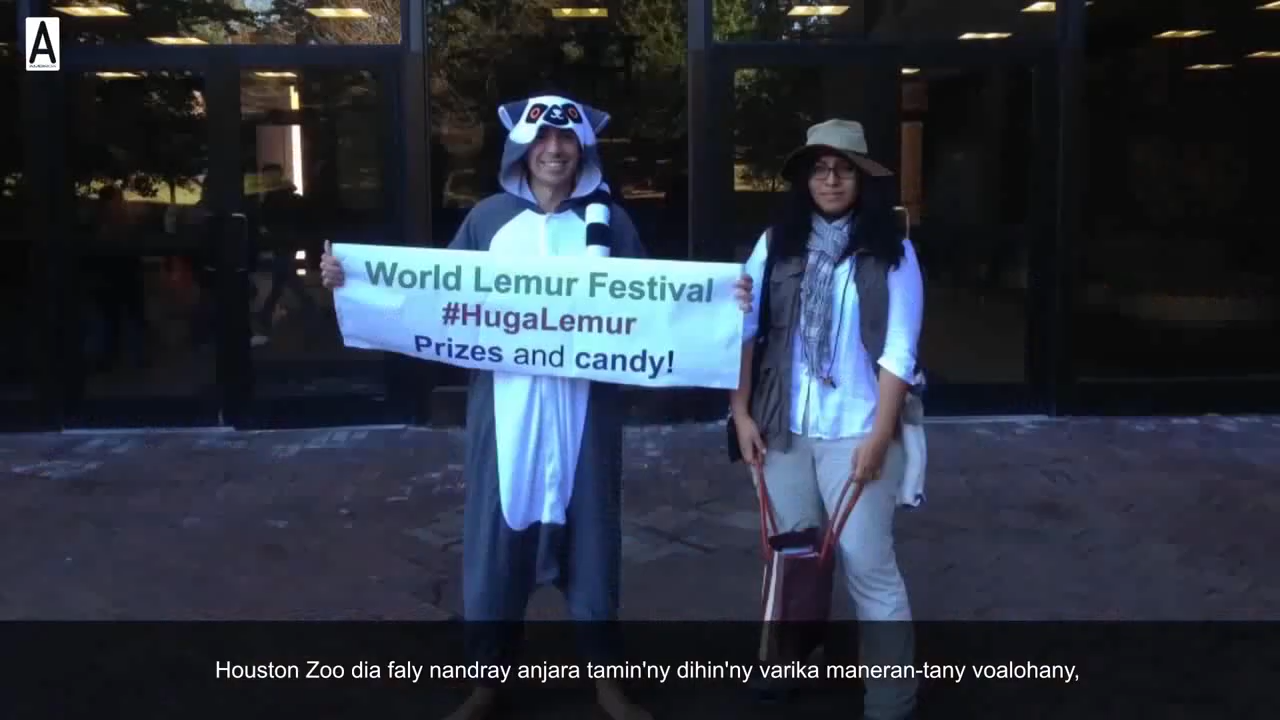 A
World Lemur Festival
#HugaLemur
Prizes and candy!
Houston Zoo dia faly nandray anjara tamin'ny dihin'ny varika maneran-tany voalohany,